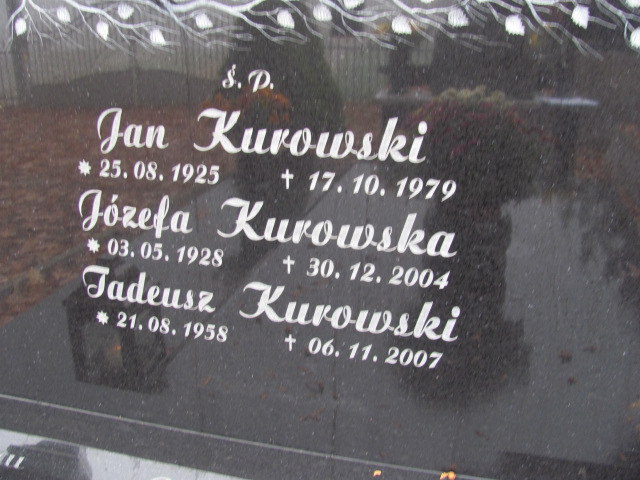 Ś. P.
Jan Kurowski
* 25. 08. 1925 † 17. 10. 1979
Józefa Kurowska
* 03. 05. 1928 † 30. 12. 2004
Tadeusz Kurowski
* 21. 08. 1958 † 06. 11. 2007